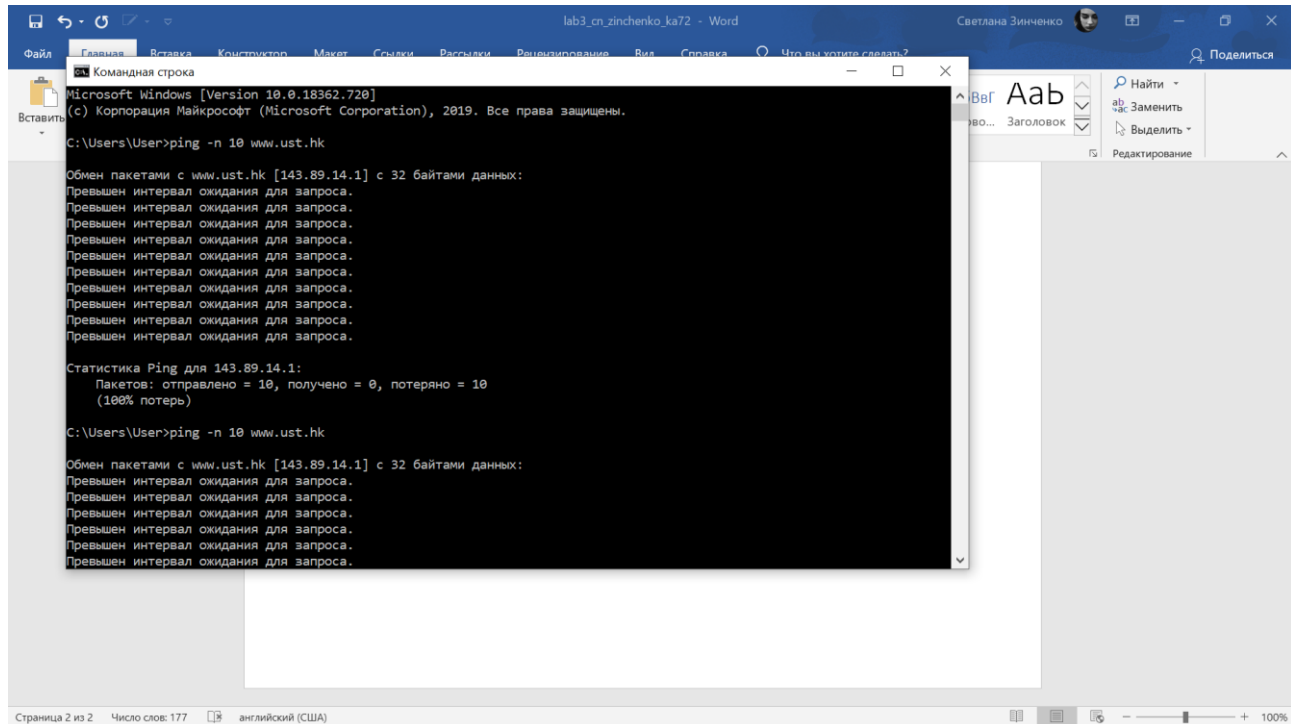 lab3_cn_zinchenko_ka72 - Word
Светлана Зинченко
Файл Главная Вставка Конструктор Макет Ссылки Рассылки Рецензирование Вид Справка Что вы хотите сделать? Поделиться
Вставить
АаЬ
Заголовок
Найти
Заменить
Выделить
Редактирование
Командная строка
Microsoft Windows [Version 10.0.18362.720]
(c) Корпорация Майкрософт (Microsoft Corporation), 2019. Все права защищены.
C:\Users\User>ping -n 10 www.ust.hk
Обмен пакетами с www.ust.hk [143.89.14.1] с 32 байтами данных:
Превышен интервал ожидания для запроса.
Превышен интервал ожидания для запроса.
Превышен интервал ожидания для запроса.
Превышен интервал ожидания для запроса.
Превышен интервал ожидания для запроса.
Превышен интервал ожидания для запроса.
Превышен интервал ожидания для запроса.
Превышен интервал ожидания для запроса.
Превышен интервал ожидания для запроса.
Превышен интервал ожидания для запроса.
Статистика Ping для 143.89.14.1:
Пакетов: отправлено = 10, получено = 0, потеряно = 10
(100% потерь)
C:\Users\User>ping -n 10 www.ust.hk
Обмен пакетами с www.ust.hk [143.89.14.1] с 32 байтами данных:
Превышен интервал ожидания для запроса.
Превышен интервал ожидания для запроса.
Превышен интервал ожидания для запроса.
Превышен интервал ожидания для запроса.
Превышен интервал ожидания для запроса.
Превышен интервал ожидания для запроса.
Страница 2 из 2 Число слов: 177 английский (США) 100%